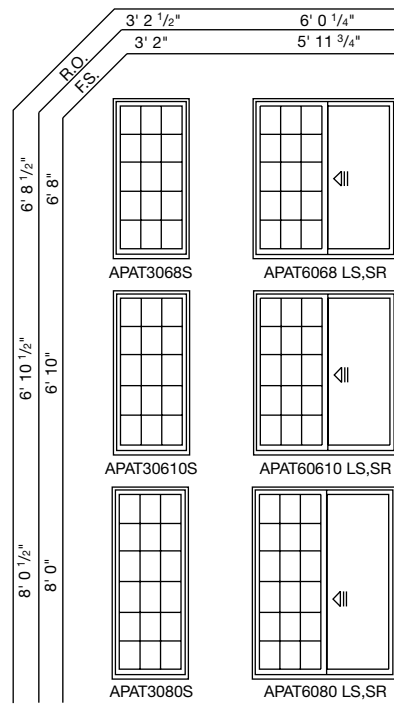 3' 2 1/2" 6' 0 1/4"
R.O.
3' 2" 5' 11 3/4"
F.S.
6' 8 1/2" 6' 8"
APAT3068S APAT6068 LS,SR
6' 10 1/2" 6' 10"
APAT30610S APAT60610 LS,SR
8' 0 1/2" 8' 0"
APAT3080S APAT6080 LS,SR